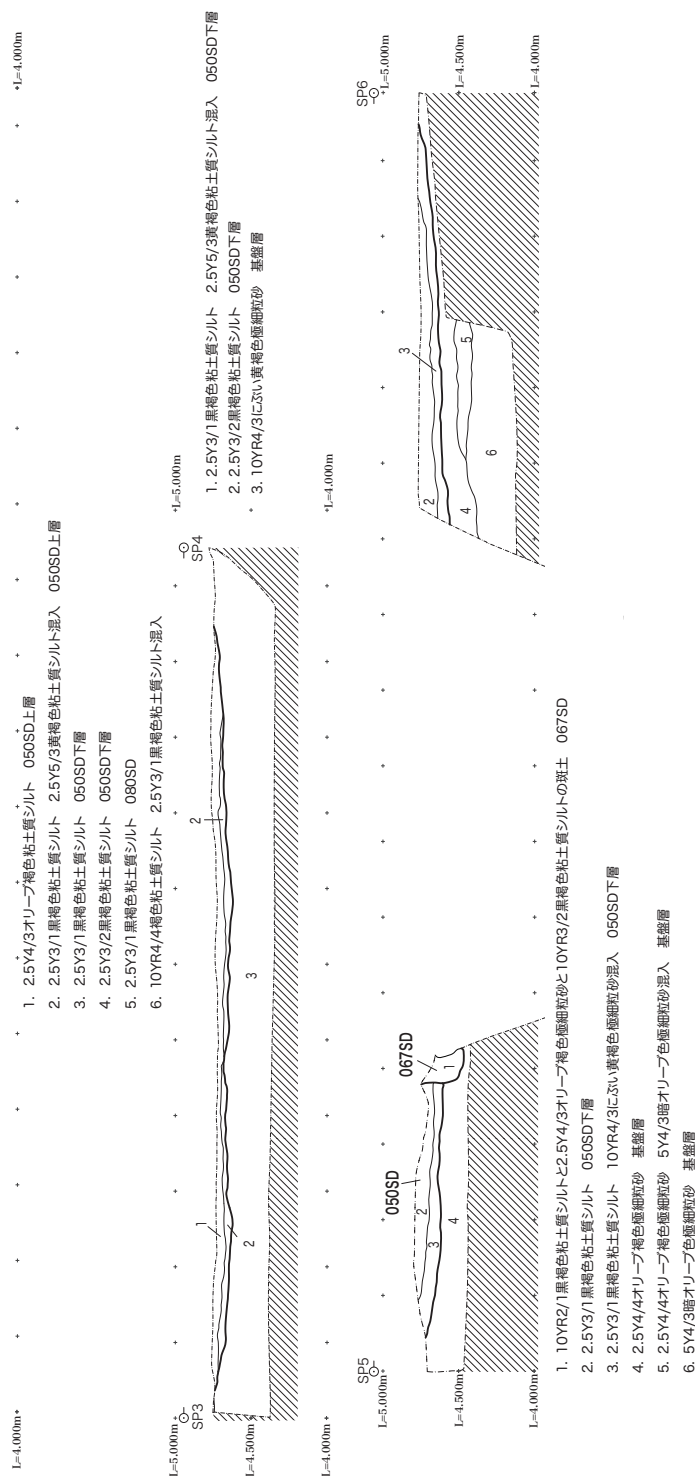 L=4.000m
L=4.000m
1. 2.5Y4/3オリーブ褐色粘土質シルト 050SD上層
2. 2.5Y3/1黒褐色粘土質シルト 2.5Y5/3黄褐色粘土質シルト混入 050SD上層
3. 2.5Y3/1黒褐色粘土質シルト 050SD下層
4. 2.5Y3/2黒褐色粘土質シルト 050SD下層
5. 2.5Y3/1黒褐色粘土質シルト 080SD
6. 10YR4/4褐色粘土質シルト 2.5Y3/1黒褐色粘土質シルト混入
L=5.000m
SP3
L=4.500m
SP4
L=5.000m
1
2
2
3
1. 2.5Y3/1黒褐色粘土質シルト 2.5Y5/3黄褐色粘土質シルト混入 050SD下層
2. 2.5Y3/2黒褐色粘土質シルト 050SD下層
3. 10YR4/3にぶい黄褐色極細粒砂 基盤層
L=4.000m
L=4.000m
SP5
L=5.000m
L=4.500m
L=4.000m
050SD
067SD
1
2
3
4
SP6
L=5.000m
L=4.500m
L=4.000m
2
3
4
5
6
1. 10YR2/1黒褐色粘土質シルトと2.5Y4/3オリーブ褐色極細粒砂と10YR3/2黒褐色粘土質シルトの斑土 067SD
2. 2.5Y3/1黒褐色粘土質シルト 050SD下層
3. 2.5Y3/1黒褐色粘土質シルト 10YR4/3にぶい黄褐色極細粒砂混入 050SD下層
4. 2.5Y4/4オリーブ褐色極細粒砂 基盤層
5. 2.5Y4/4オリーブ褐色極細粒砂 5Y4/3暗オリーブ色極細粒砂混入 基盤層
6. 5Y4/3暗オリーブ色極細粒砂 基盤層